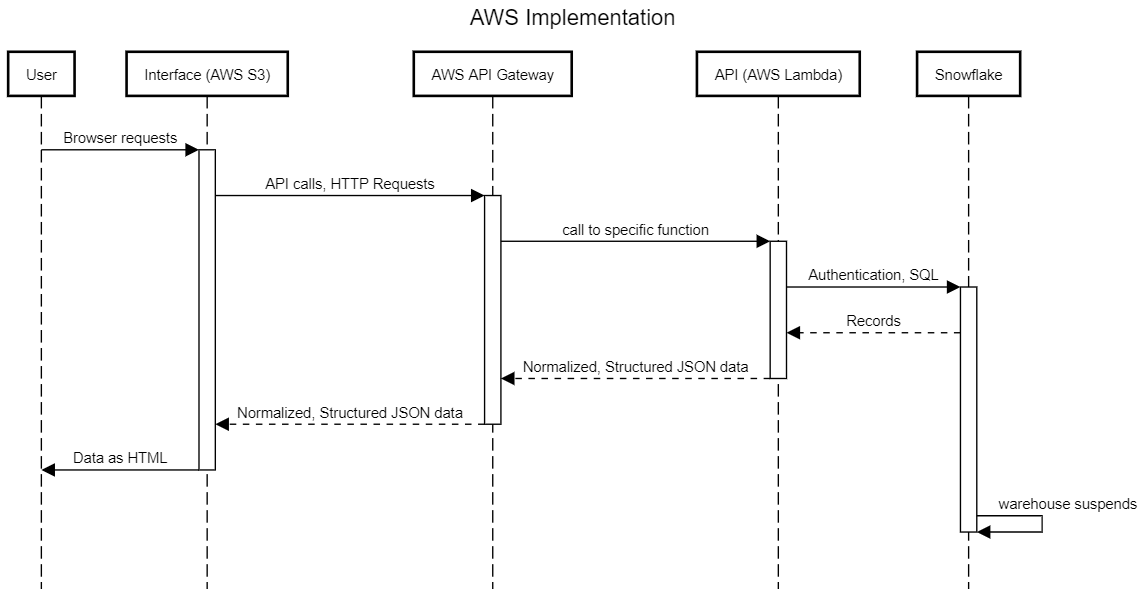 AWS Implementation
User
Interface (AWS S3)
AWS API Gateway
API (AWS Lambda)
Snowflake
Browser requests
API calls, HTTP Requests
call to specific function
Authentication, SQL
Records
Normalized, Structured JSON data
Normalized, Structured JSON data
Data as HTML
warehouse suspends